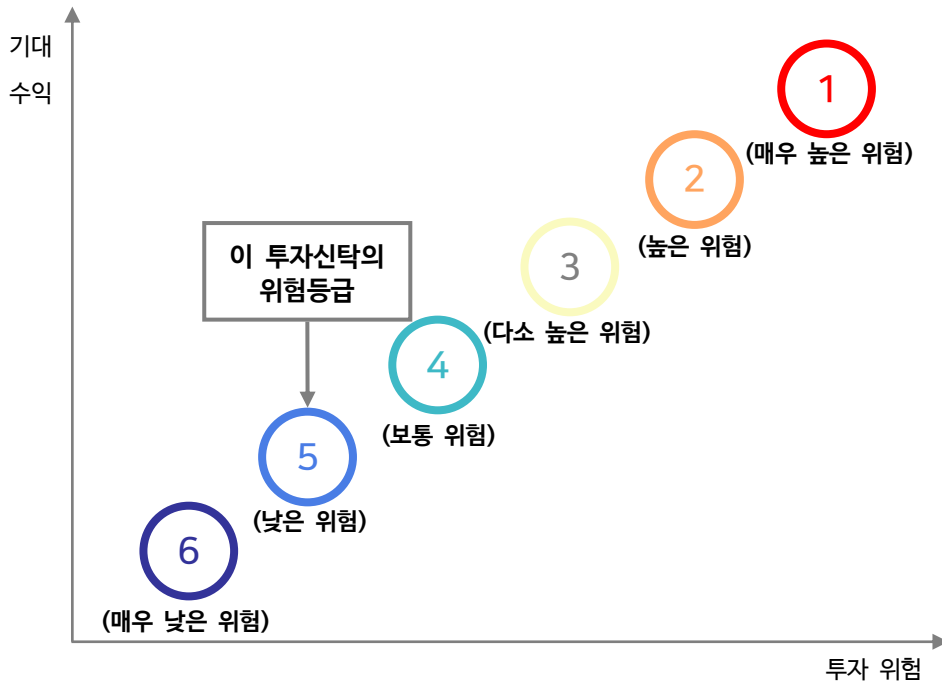 기대
수익
1
(매우 높은 위험)
2
(높은 위험)
이 투자신탁의
위험등급
3
(다소 높은 위험)
4
(보통 위험)
5
(낮은 위험)
6
(매우 낮은 위험)
투자 위험